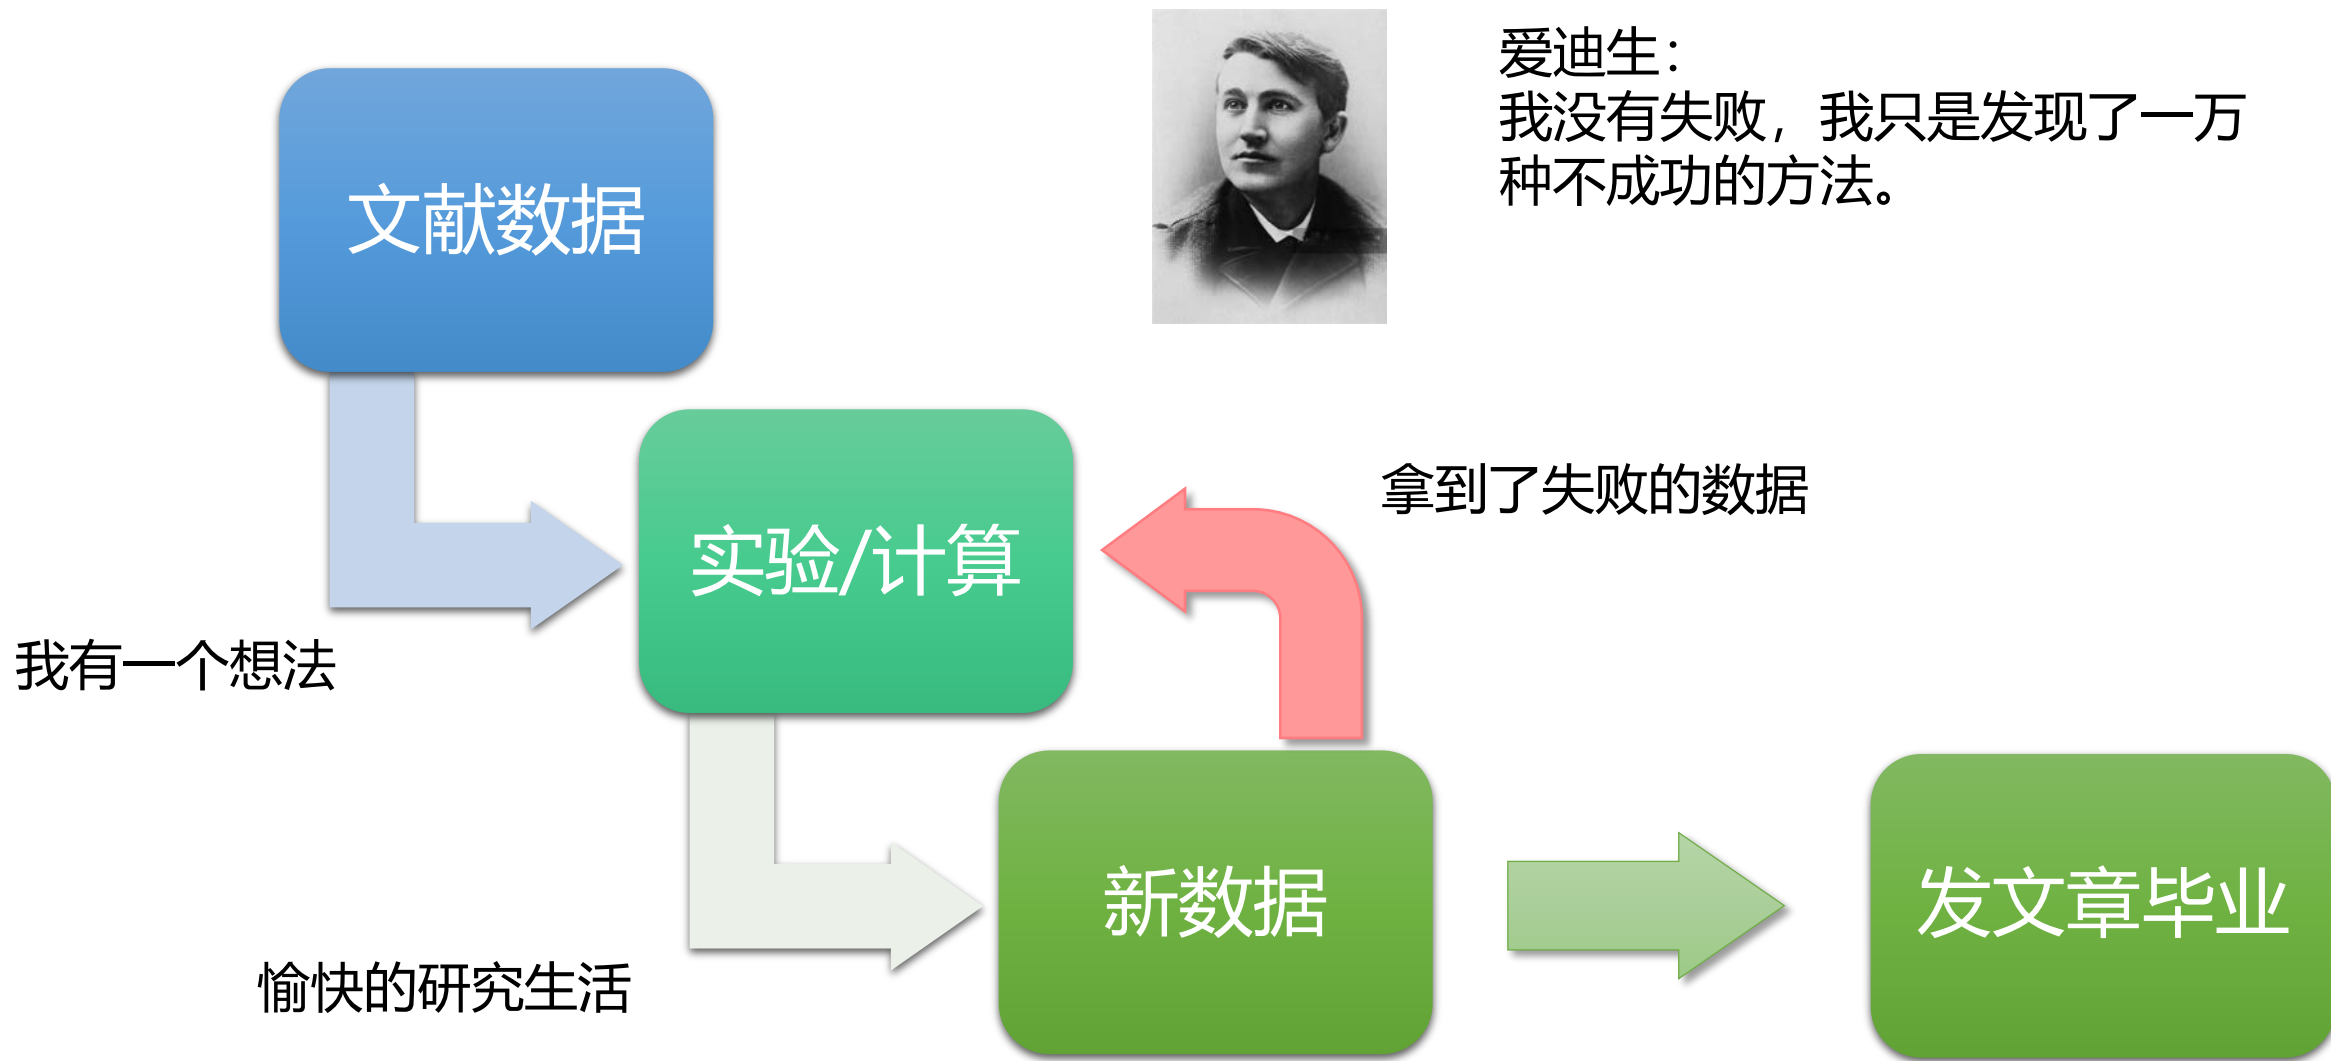 爱迪生：
我没有失败，我只是发现了一万
种不成功的方法。
文献数据
拿到了失败的数据
实验/计算
我有一个想法
新数据
发文章毕业
愉快的研究生活